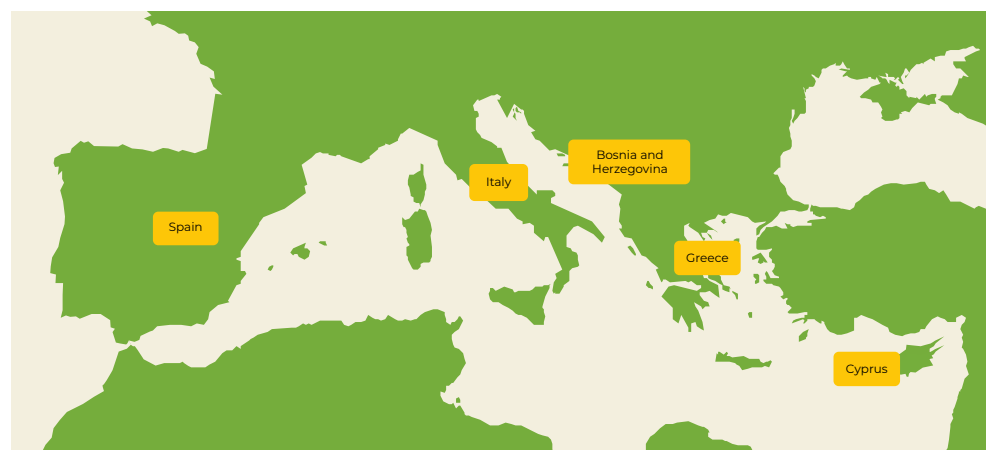 Bosnia and
Herzegovina
Italy
Spain
Greece
Cyprus